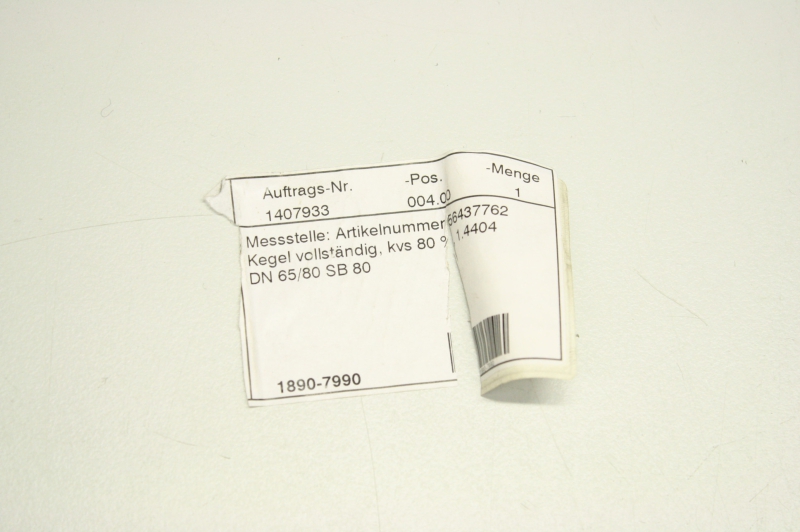 Auftrags-Nr. -Pos. -Menge
1407933 004.00 1
Messstelle: Artikelnummer 56437762
Kegel vollständig, kvs 80 % 1.4404
DN 65/80 SB 80
1890-7990